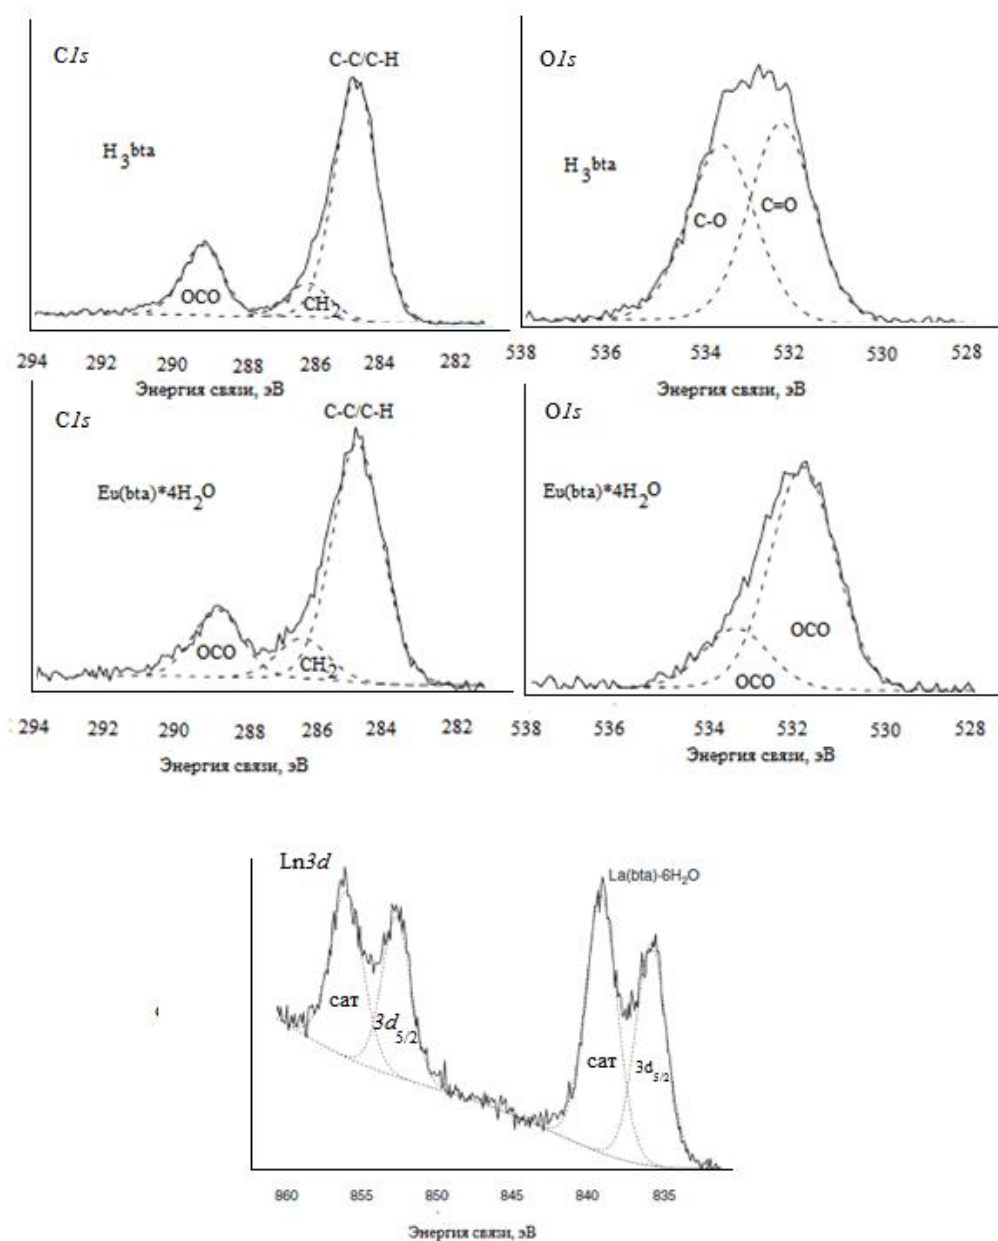 C1s
C-C/C-H
H3bta
OCO
CH2
294 292 290 288 286 284 282
Энергия связи, эВ
O1s
H3bta
C-O
C=O
538 536 534 532 530 528
Энергия связи, эВ
C1s
C-C/C-H
Eu(bta)*4H2O
OCO
CH2
294 292 290 288 286 284 282
Энергия связи, эВ
O1s
Eu(bta)*4H2O
OCO
OCO
538 536 534 532 530 528
Энергия связи, эВ
Ln3d
La(bta)-6H2O
сат
3d5/2
сат
3d5/2
860 855 850 845 840 835
Энергия связи, эВ